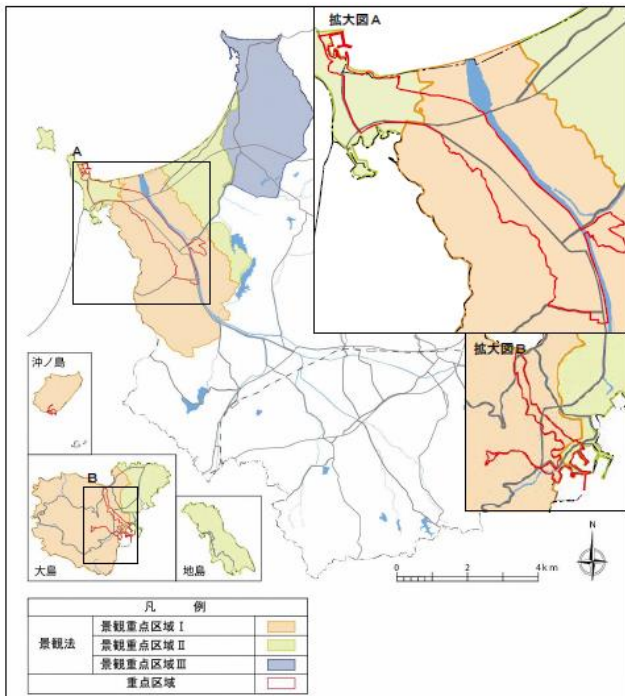 拡大図A
A
拡大図B
沖ノ島
B
大島
地島
N
0 2 4km
凡 例
景観法
景観重点区域Ⅰ
景観重点区域Ⅱ
景観重点区域Ⅲ
重点区域